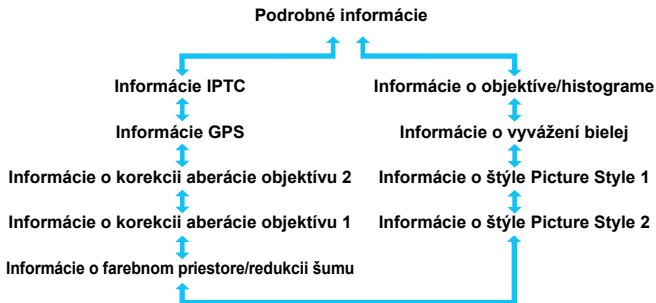 Podrobné informácie
Informácie IPTC
Informácie o objektíve/histograme
Informácie GPS
Informácie o vyvážení bielej
Informácie o korekcii aberácie objektívu 2
Informácie o štýle Picture Style 1
Informácie o korekcii aberácie objektívu 1
Informácie o štýle Picture Style 2
Informácie o farebnom priestore/redukcii šumu